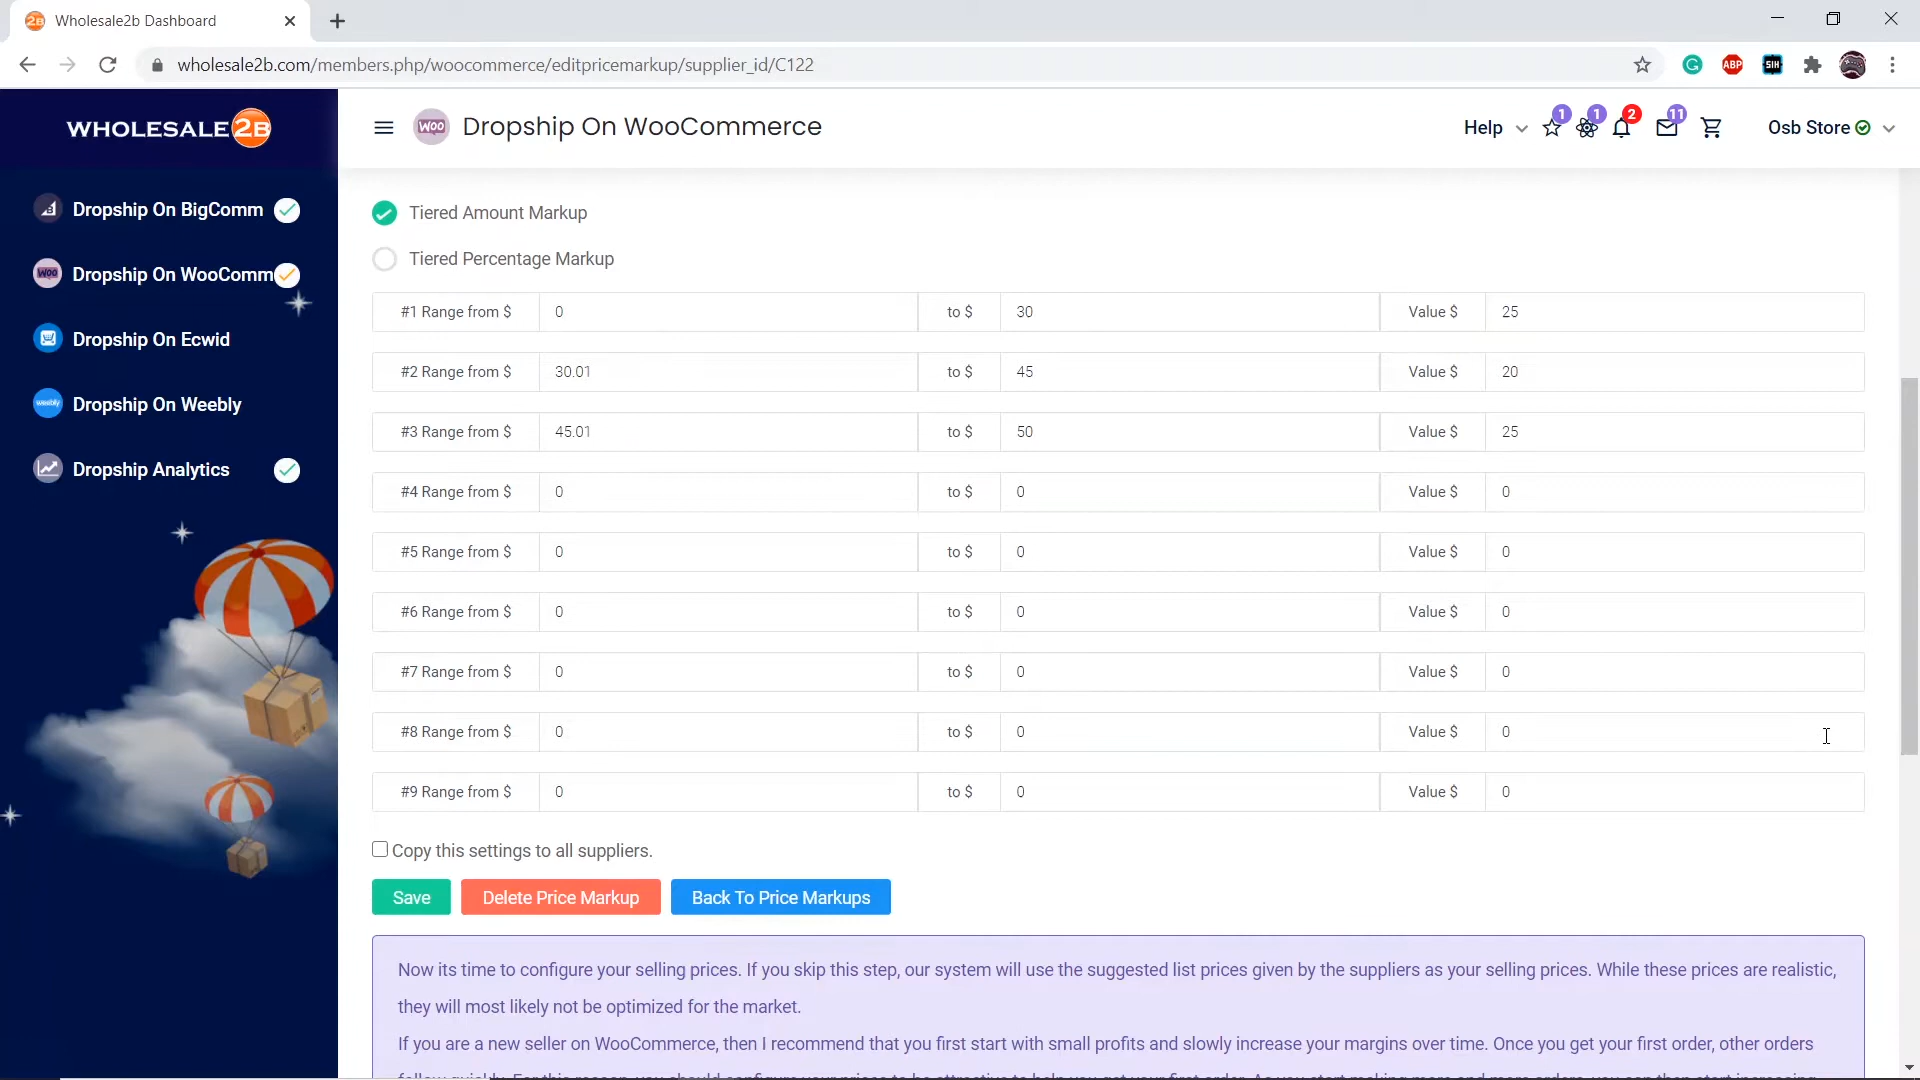 Wholesale2b Dashboard
wholesale2b.com/members.php/woocommerce/editpricemarkup/supplier_id/C122
ABP
SIH
WHOLESALE2B
Woo
Dropship On WooCommerce
Help
1
1
2
11
Osb Store
Dropship On BigComm
Dropship On WooComm
Dropship On Ecwid
Dropship On Weebly
Dropship Analytics
Tiered Amount Markup
Tiered Percentage Markup
#1 Range from $ 0 to $ 30 Value $ 25
#2 Range from $ 30.01 to $ 45 Value $ 20
#3 Range from $ 45.01 to $ 50 Value $ 25
#4 Range from $ 0 to $ 0 Value $ 0
#5 Range from $ 0 to $ 0 Value $ 0
#6 Range from $ 0 to $ 0 Value $ 0
#7 Range from $ 0 to $ 0 Value $ 0
#8 Range from $ 0 to $ 0 Value $ 0
#9 Range from $ 0 to $ 0 Value $ 0
Copy this settings to all suppliers.
Save Delete Price Markup Back To Price Markups
Now its time to configure your selling prices. If you skip this step, our system will use the suggested list prices given by the suppliers as your selling prices. While these prices are realistic,
they will most likely not be optimized for the market.
If you are a new seller on WooCommerce, then I recommend that you first start with small profits and slowly increase your margins over time. Once you get your first order, other orders